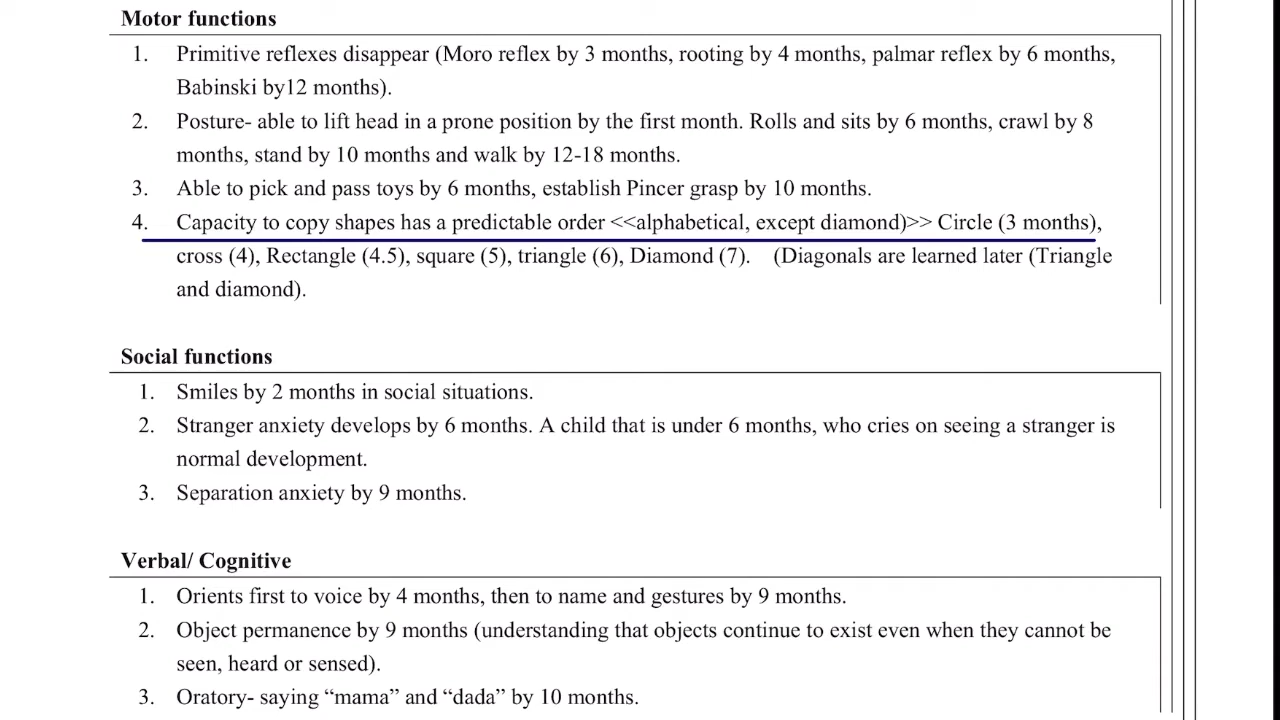 Motor functions
1. Primitive reflexes disappear (Moro reflex by 3 months, rooting by 4 months, palmar reflex by 6 months,
Babinski by12 months).
2. Posture- able to lift head in a prone position by the first month. Rolls and sits by 6 months, crawl by 8
months, stand by 10 months and walk by 12-18 months.
3. Able to pick and pass toys by 6 months, establish Pincer grasp by 10 months.
4. Capacity to copy shapes has a predictable order <<alphabetical, except diamond)>> Circle (3 months),
cross (4), Rectangle (4.5), square (5), triangle (6), Diamond (7). (Diagonals are learned later (Triangle
and diamond).
Social functions
1. Smiles by 2 months in social situations.
2. Stranger anxiety develops by 6 months. A child that is under 6 months, who cries on seeing a stranger is
normal development.
3. Separation anxiety by 9 months.
Verbal/ Cognitive
1. Orients first to voice by 4 months, then to name and gestures by 9 months.
2. Object permanence by 9 months (understanding that objects continue to exist even when they cannot be
seen, heard or sensed).
3. Oratory- saying “mama” and “dada” by 10 months.